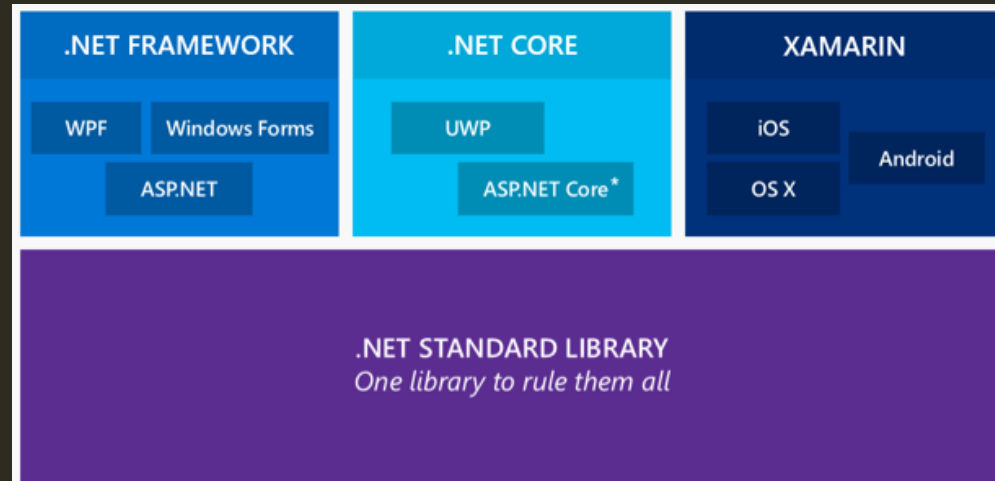 .NET FRAMEWORK
WPF
Windows Forms
ASP.NET
.NET CORE
UWP
ASP.NET Core*
XAMARIN
iOS
Android
OS X
.NET STANDARD LIBRARY
One library to rule them all